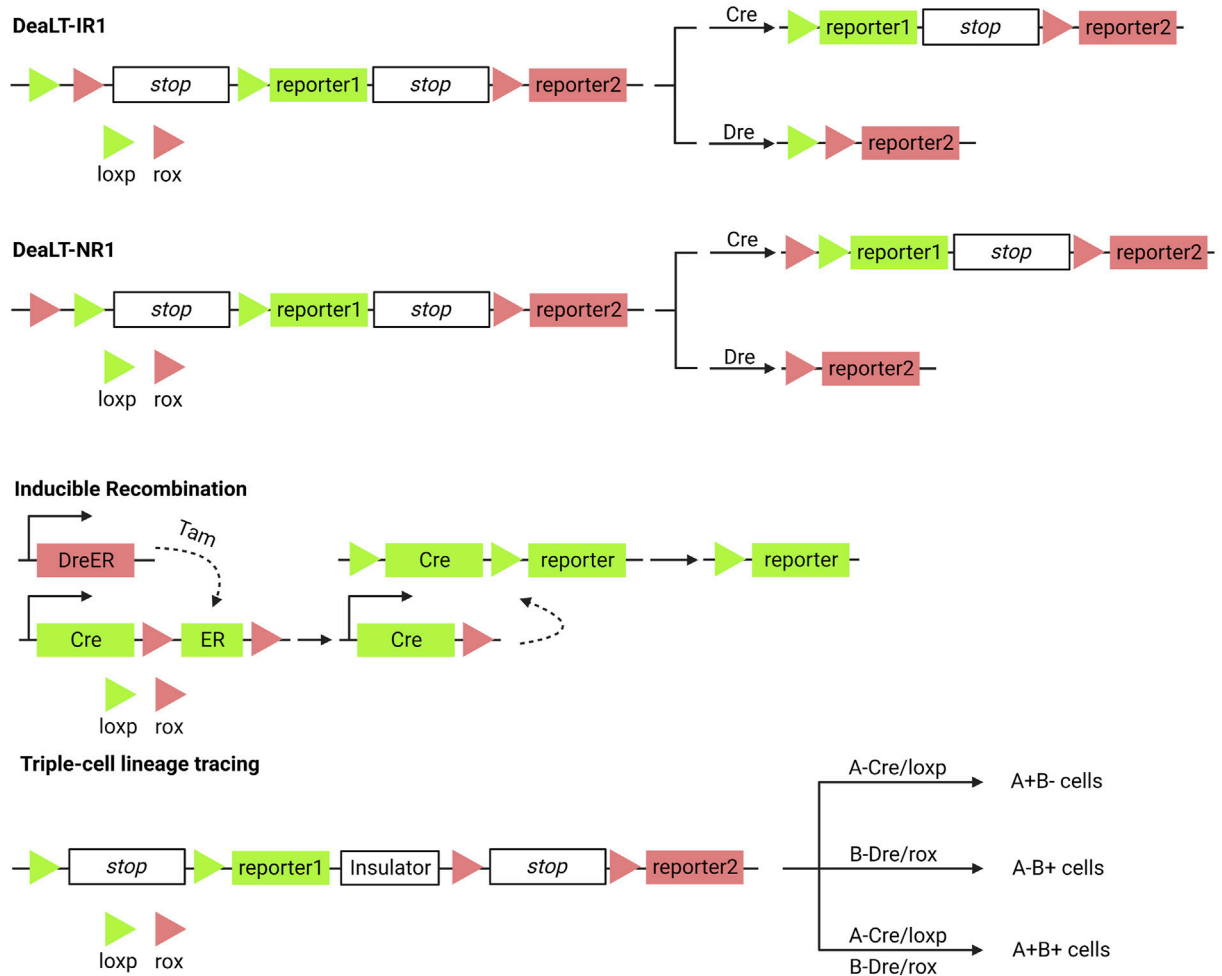 DeaLT-IR1
stop reporter1 stop reporter2
loxp rox
Cre reporter1 stop reporter2
Dre reporter2
DeaLT-NR1
stop reporter1 stop reporter2
loxp rox
Cre reporter1 stop reporter2
Dre reporter2
Inducible Recombination
DreER Tam Cre reporter reporter
Cre ER Cre
loxp rox
Triple-cell lineage tracing
stop reporter1 Insulator stop reporter2
loxp rox
A-Cre/loxp A+B- cells
B-Dre/rox A-B+ cells
A-Cre/loxp A+B+ cells
B-Dre/rox